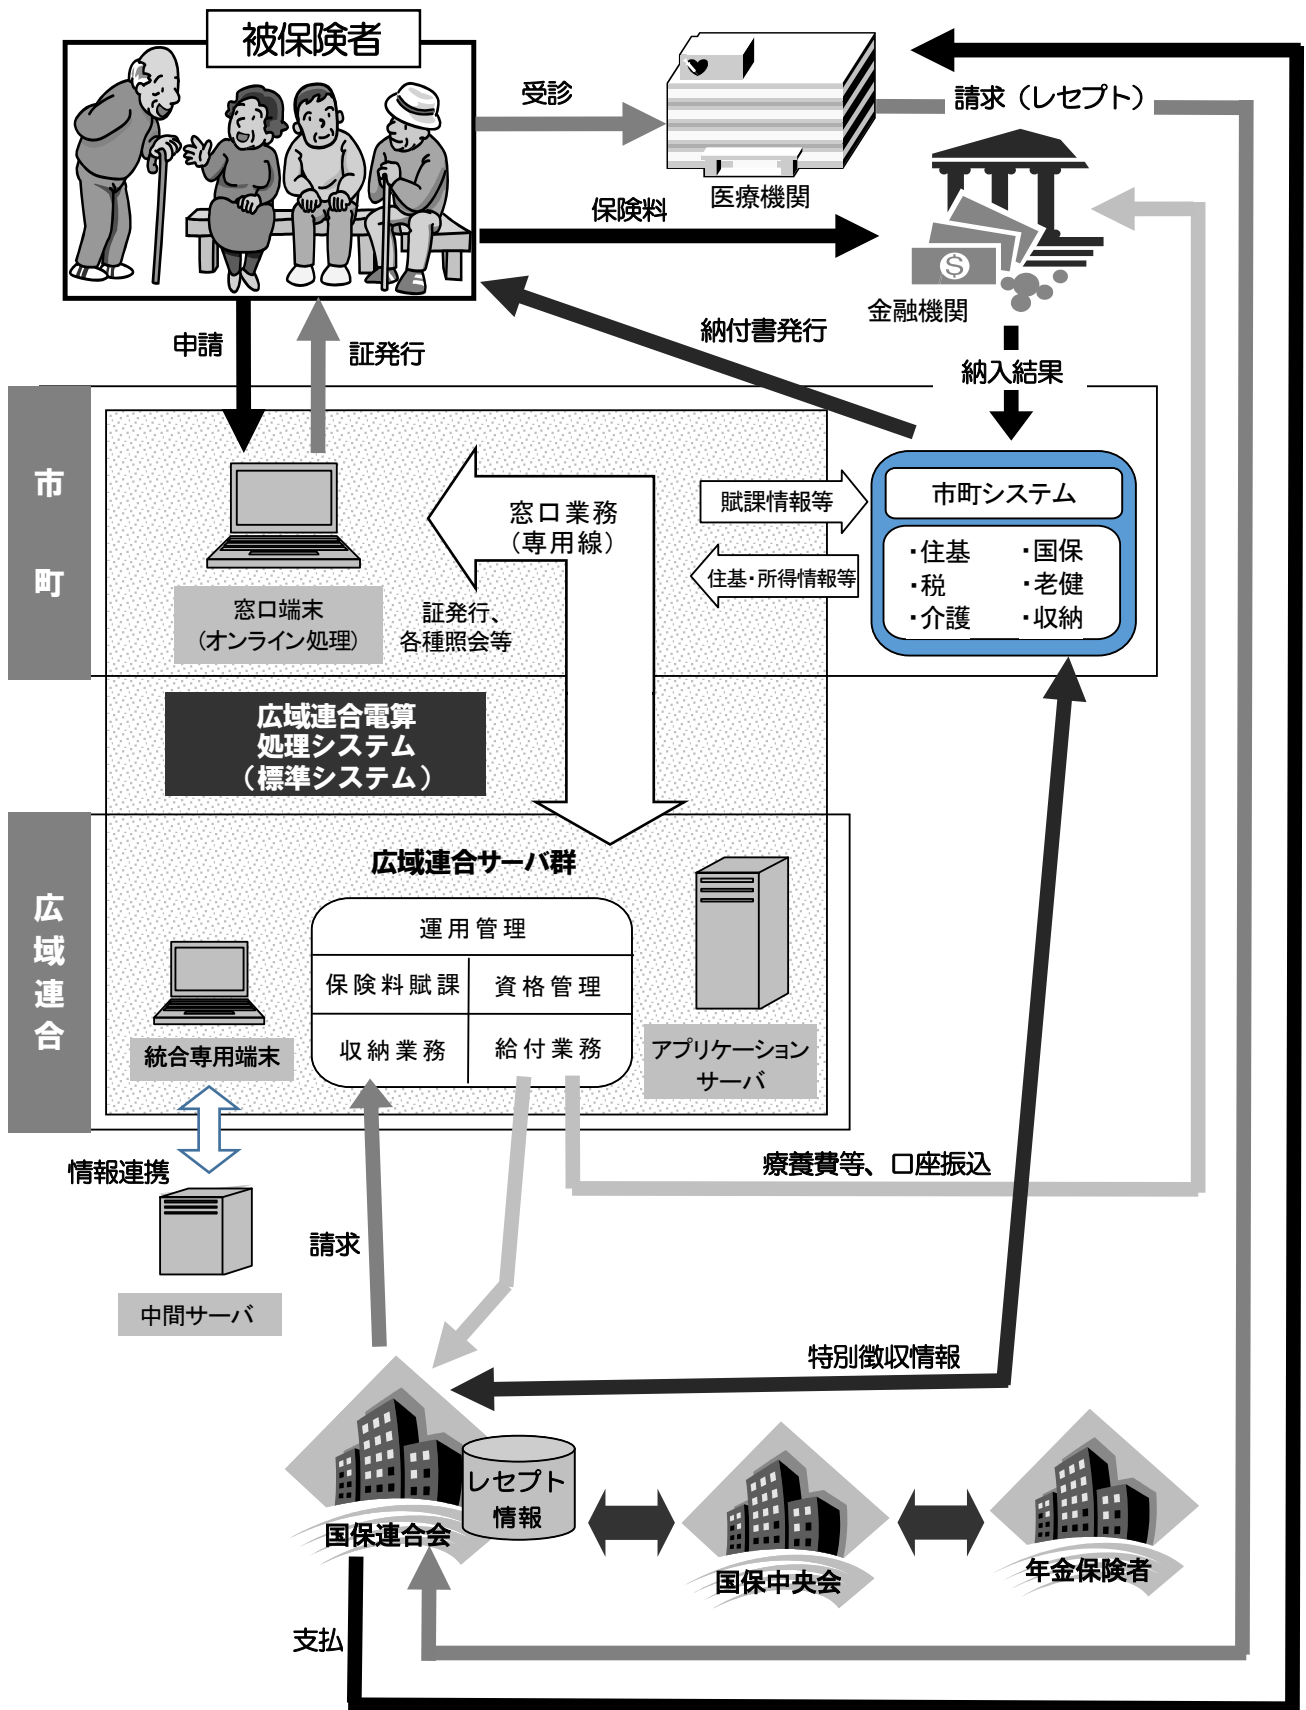 被保険者
受診
請求（レセプト）
医療機関
保険料
金融機関
納付書発行
申請
証発行
納入結果
市
町
窓口業務
（専用線）
賦課情報等
住基・所得情報等
市町システム
・住基
・国保
・税
・老健
・介護
・収納
窓口端末
(オンライン処理)
証発行、
各種照会等
広域連合電算
処理システム
（標準システム）
広
域
連
合
広域連合サーバ群
運用管理
保険料賦課
資格管理
収納業務
給付業務
統合専用端末
アプリケーション
サーバ
情報連携
療養費等、口座振込
請求
中間サーバ
特別徴収情報
レセプト
情報
国保連合会
国保中央会
年金保険者
支払
$